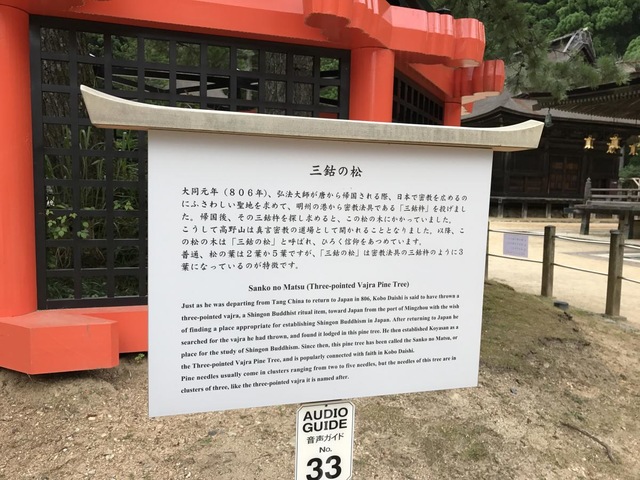 三鈷の松
大同元年（８０６年）、弘法大師が唐から帰国される際、日本で密教を広めるの
にふさわしい聖地を求めて、明州の港から密教法具である「三鈷杵」を投げまし
た。帰国後、その三鈷杵を探し求めると、この松の木にかかっていました。
こうして高野山は真言密教の道場として開かれることとなりました。以降、こ
の松の木は「三鈷の松」と呼ばれ、ひろく信仰をあつめています。
普通、松の葉は２葉か５葉ですが、「三鈷の松」は密教法具の三鈷杵のように３
葉になっているのが特徴です。
Sanko no Matsu (Three-pointed Vajra Pine Tree)
Just as he was departing from Tang China to return to Japan in 806, Kobo Daishi is said to have thrown a
three-pointed vajra, a Shingon Buddhist ritual item, toward Japan from the port of Mingzhou with the wish
of finding a place appropriate for establishing Shingon Buddhism in Japan. After returning to Japan he
searched for the vajra he had thrown, and found it lodged in this pine tree. He then established Koyasan as a
place for the study of Shingon Buddhism. Since then, this pine tree has been called the Sanko no Matsu, or
the Three-pointed Vajra Pine Tree, and is popularly connected with faith in Kobo Daishi.
Pine needles usually come in clusters ranging from two to five needles, but the needles of this tree are in
clusters of three, like the three-pointed vajra it is named after.
AUDIO
GUIDE
音声ガイド
No.
33